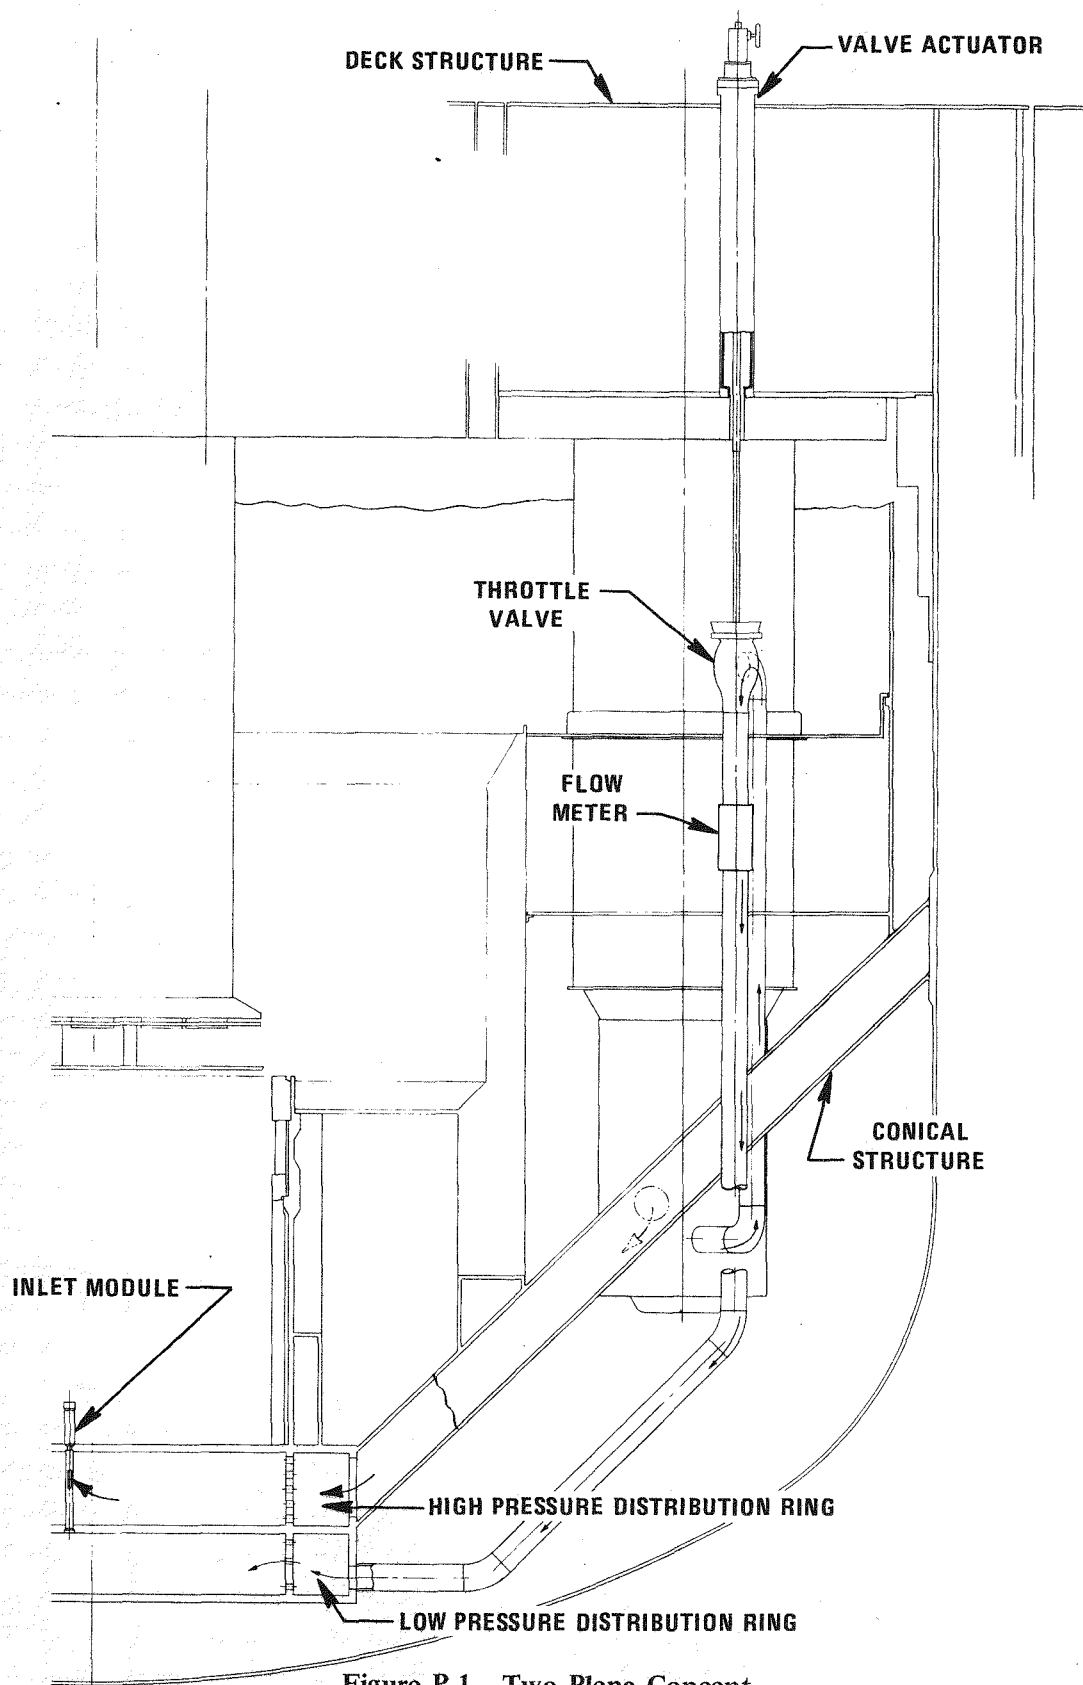 DECK STRUCTURE
VALVE ACTUATOR
THROTTLE
VALVE
FLOW
METER
CONICAL
STRUCTURE
INLET MODULE
HIGH PRESSURE DISTRIBUTION RING
LOW PRESSURE DISTRIBUTION RING
Figure P-1. Two Plane Concept